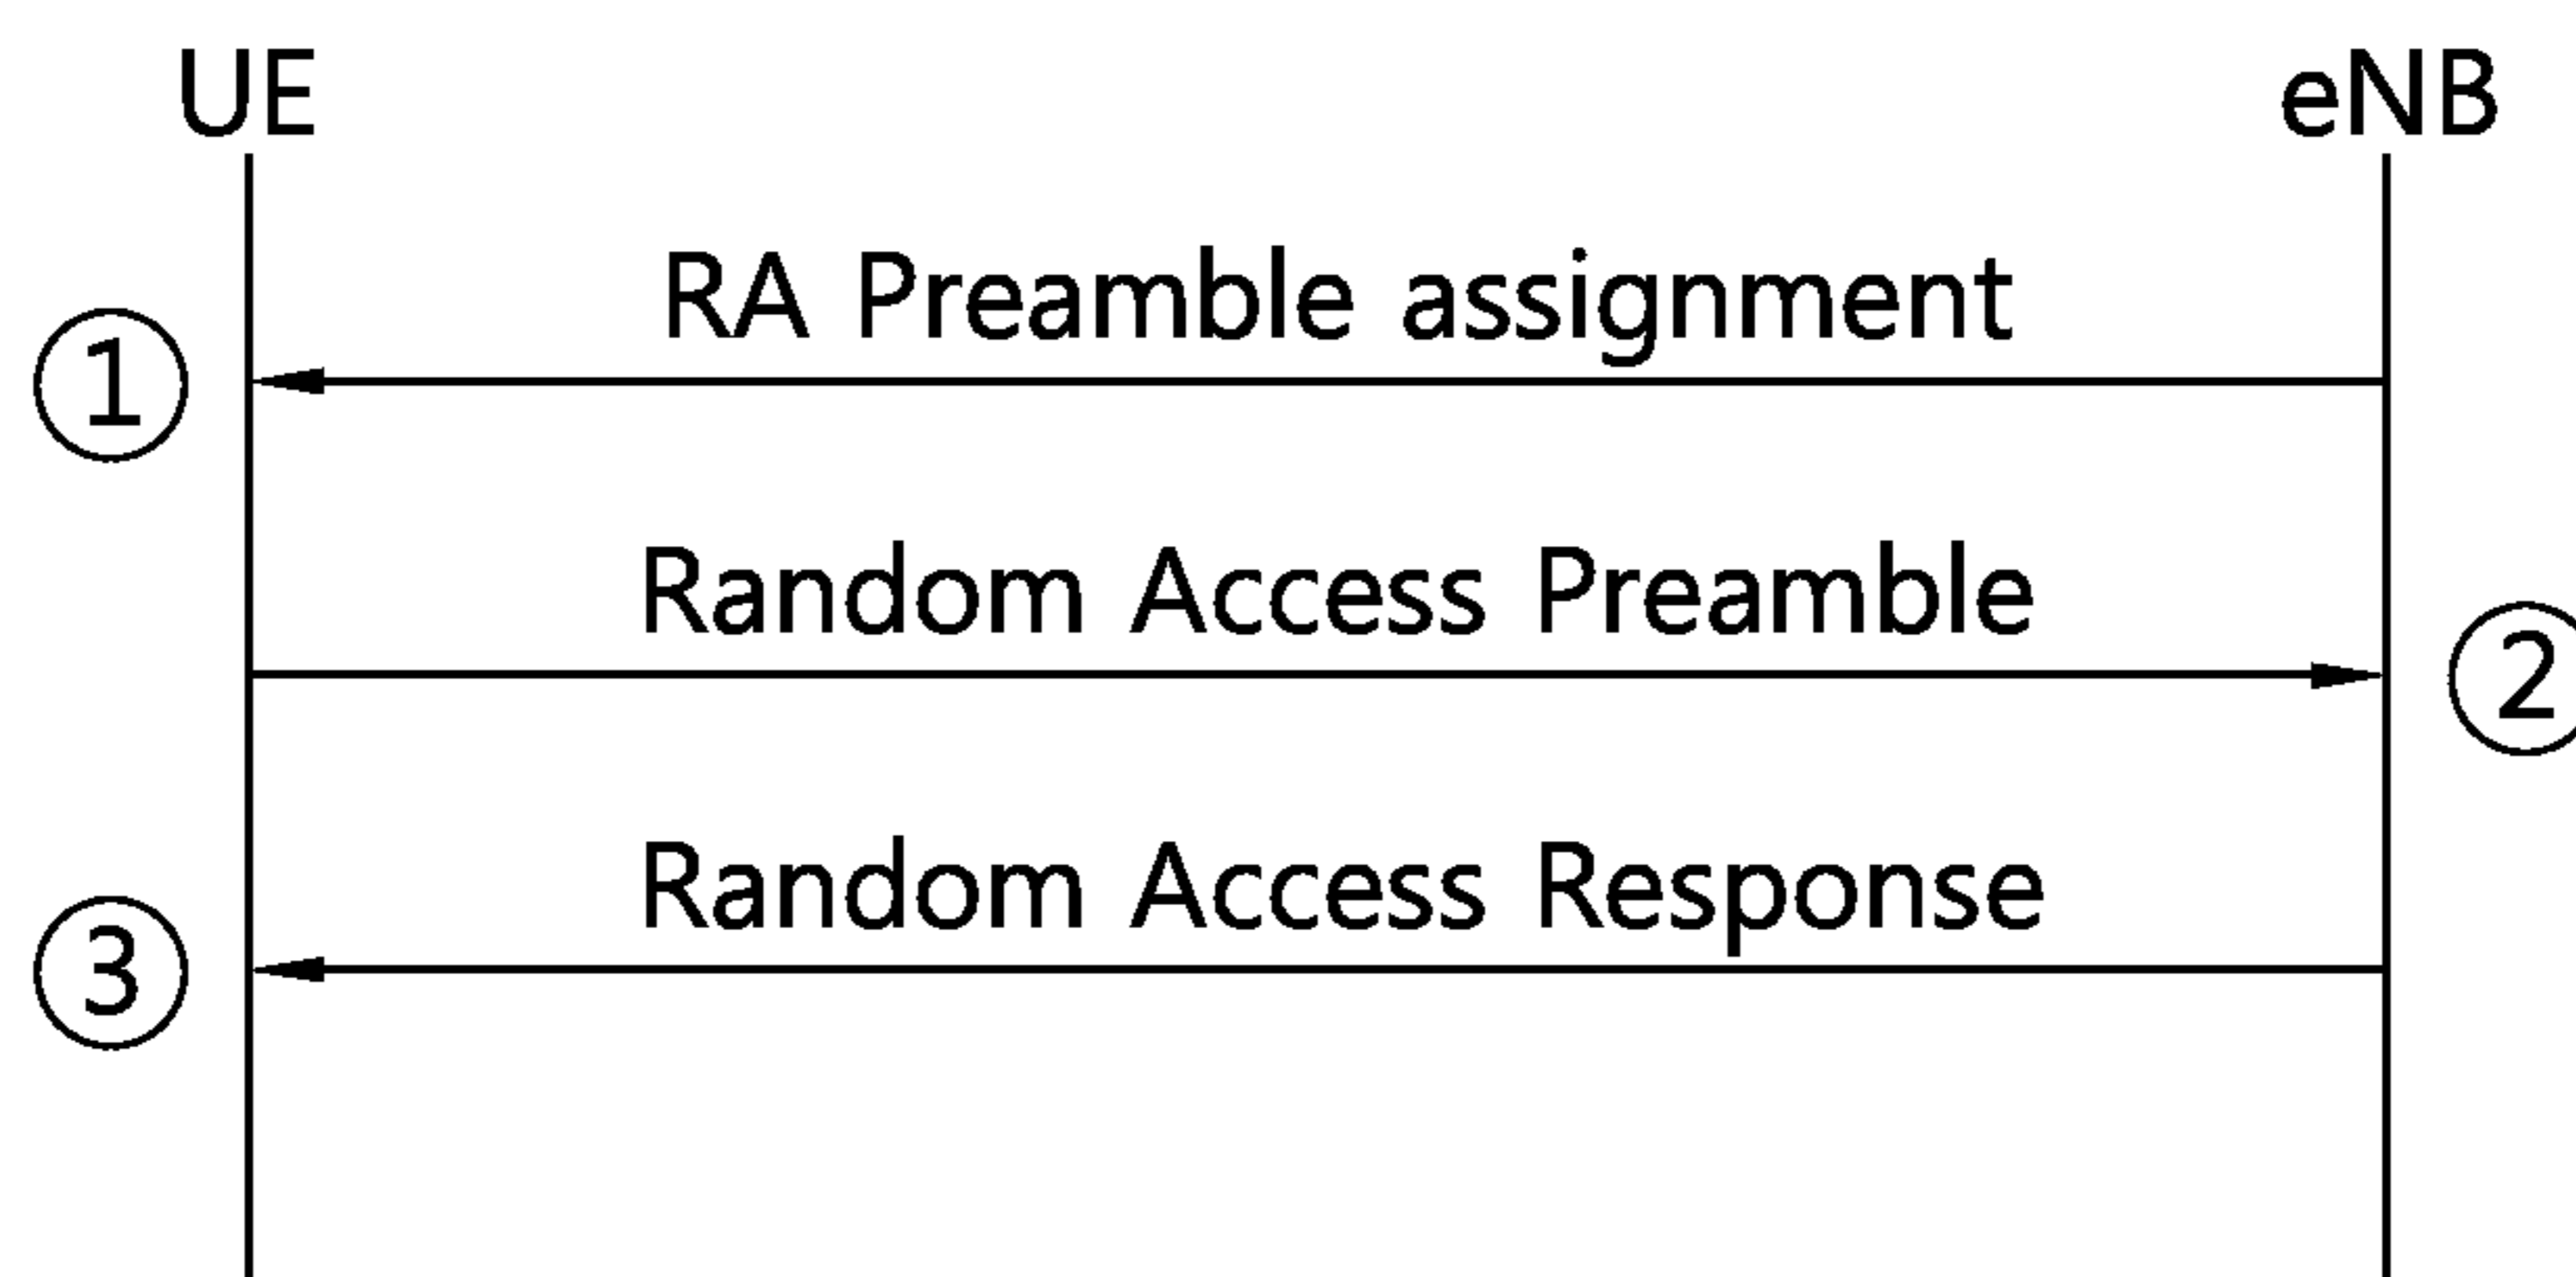 UE eNB
RA Preamble assignment
①
Random Access Preamble
②
Random Access Response
③